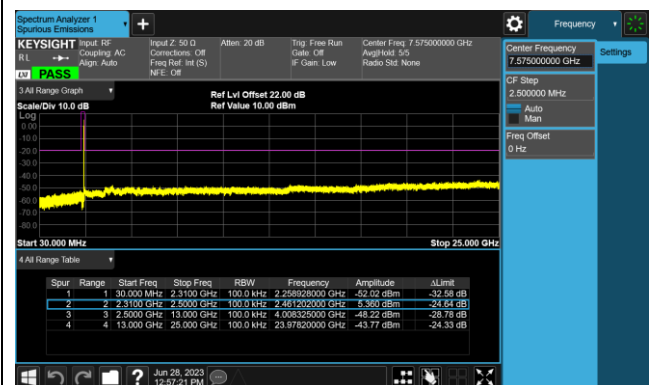 Spectrum Analyzer 1
Spurious Emissions
Frequency
KEYSIGHT
Input: RF
Coupling: AC
Align: Auto
Input Z: 50 Ω
Corrections: Off
Freq Ref: Int (S)
NFE: Off
Atten: 20 dB
Trig: Free Run
Gate: Off
IF Gain: Low
Center Freq: 7.575000000 GHz
Avg|Hold: 5/5
Radio Std: None
R L
LXI PASS
Center Frequency
7.575000000 GHz
Settings
CF Step
2.500000 MHz
Auto
Man
Freq Offset
0 Hz
3 All Range Graph
Scale/Div 10.0 dB
Ref Lvl Offset 22.00 dB
Ref Value 10.00 dBm
Log
0.00
-10.0
-20.0
-30.0
-40.0
-50.0
-60.0
-70.0
-80.0
Start 30.000 MHz Stop 25.000 GHz
4 All Range Table
Spur Range Start Freq Stop Freq RBW Frequency Amplitude ΔLimit
1 1 30.000 MHz 2.3100 GHz 100.0 kHz 2.258928000 GHz -52.02 dBm -32.58 dB
2 2 2.3100 GHz 2.5000 GHz 100.0 kHz 2.461202000 GHz 5.360 dBm -24.64 dB
3 3 2.5000 GHz 13.000 GHz 100.0 kHz 4.008325000 GHz -48.22 dBm -28.78 dB
4 4 13.000 GHz 25.000 GHz 100.0 kHz 23.97820000 GHz -43.77 dBm -24.33 dB
Jun 28, 2023
12:57:21 PM